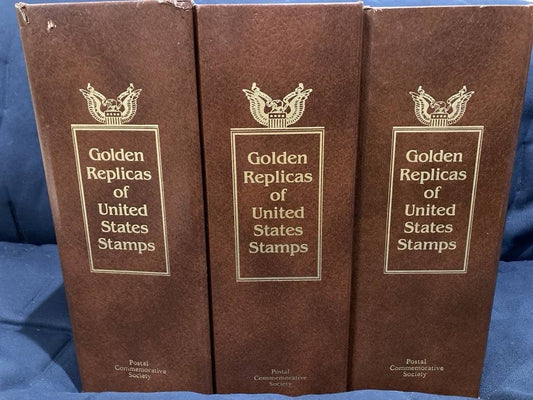 Golden
Replicas
of
United
States
Stamps
Postal
Commemorative
Society
Golden
Replicas
of
United
States
Stamps
Postal
Commemorative
Society
Golden
Replicas
of
United
States
Stamps
Postal
Commemorative
Society